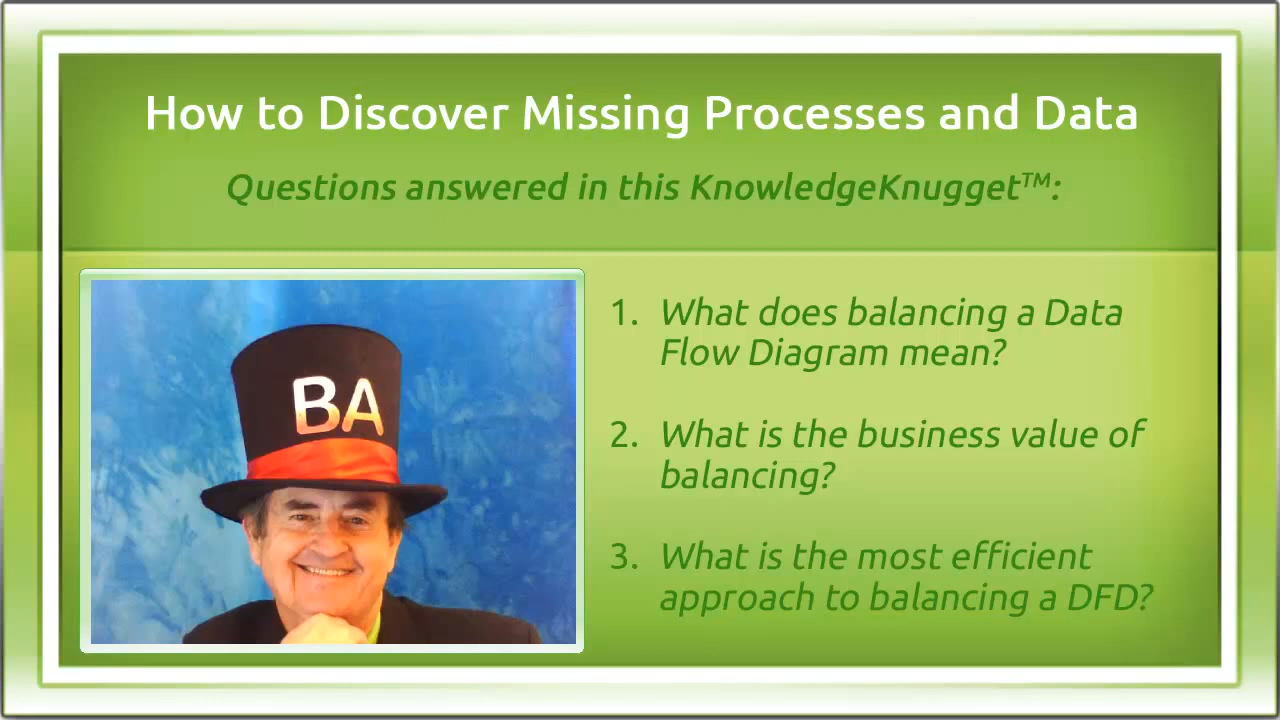 How to Discover Missing Processes and Data
Questions answered in this KnowledgeKnugget™:
BA
1. What does balancing a Data
Flow Diagram mean?
2. What is the business value of
balancing?
3. What is the most efficient
approach to balancing a DFD?